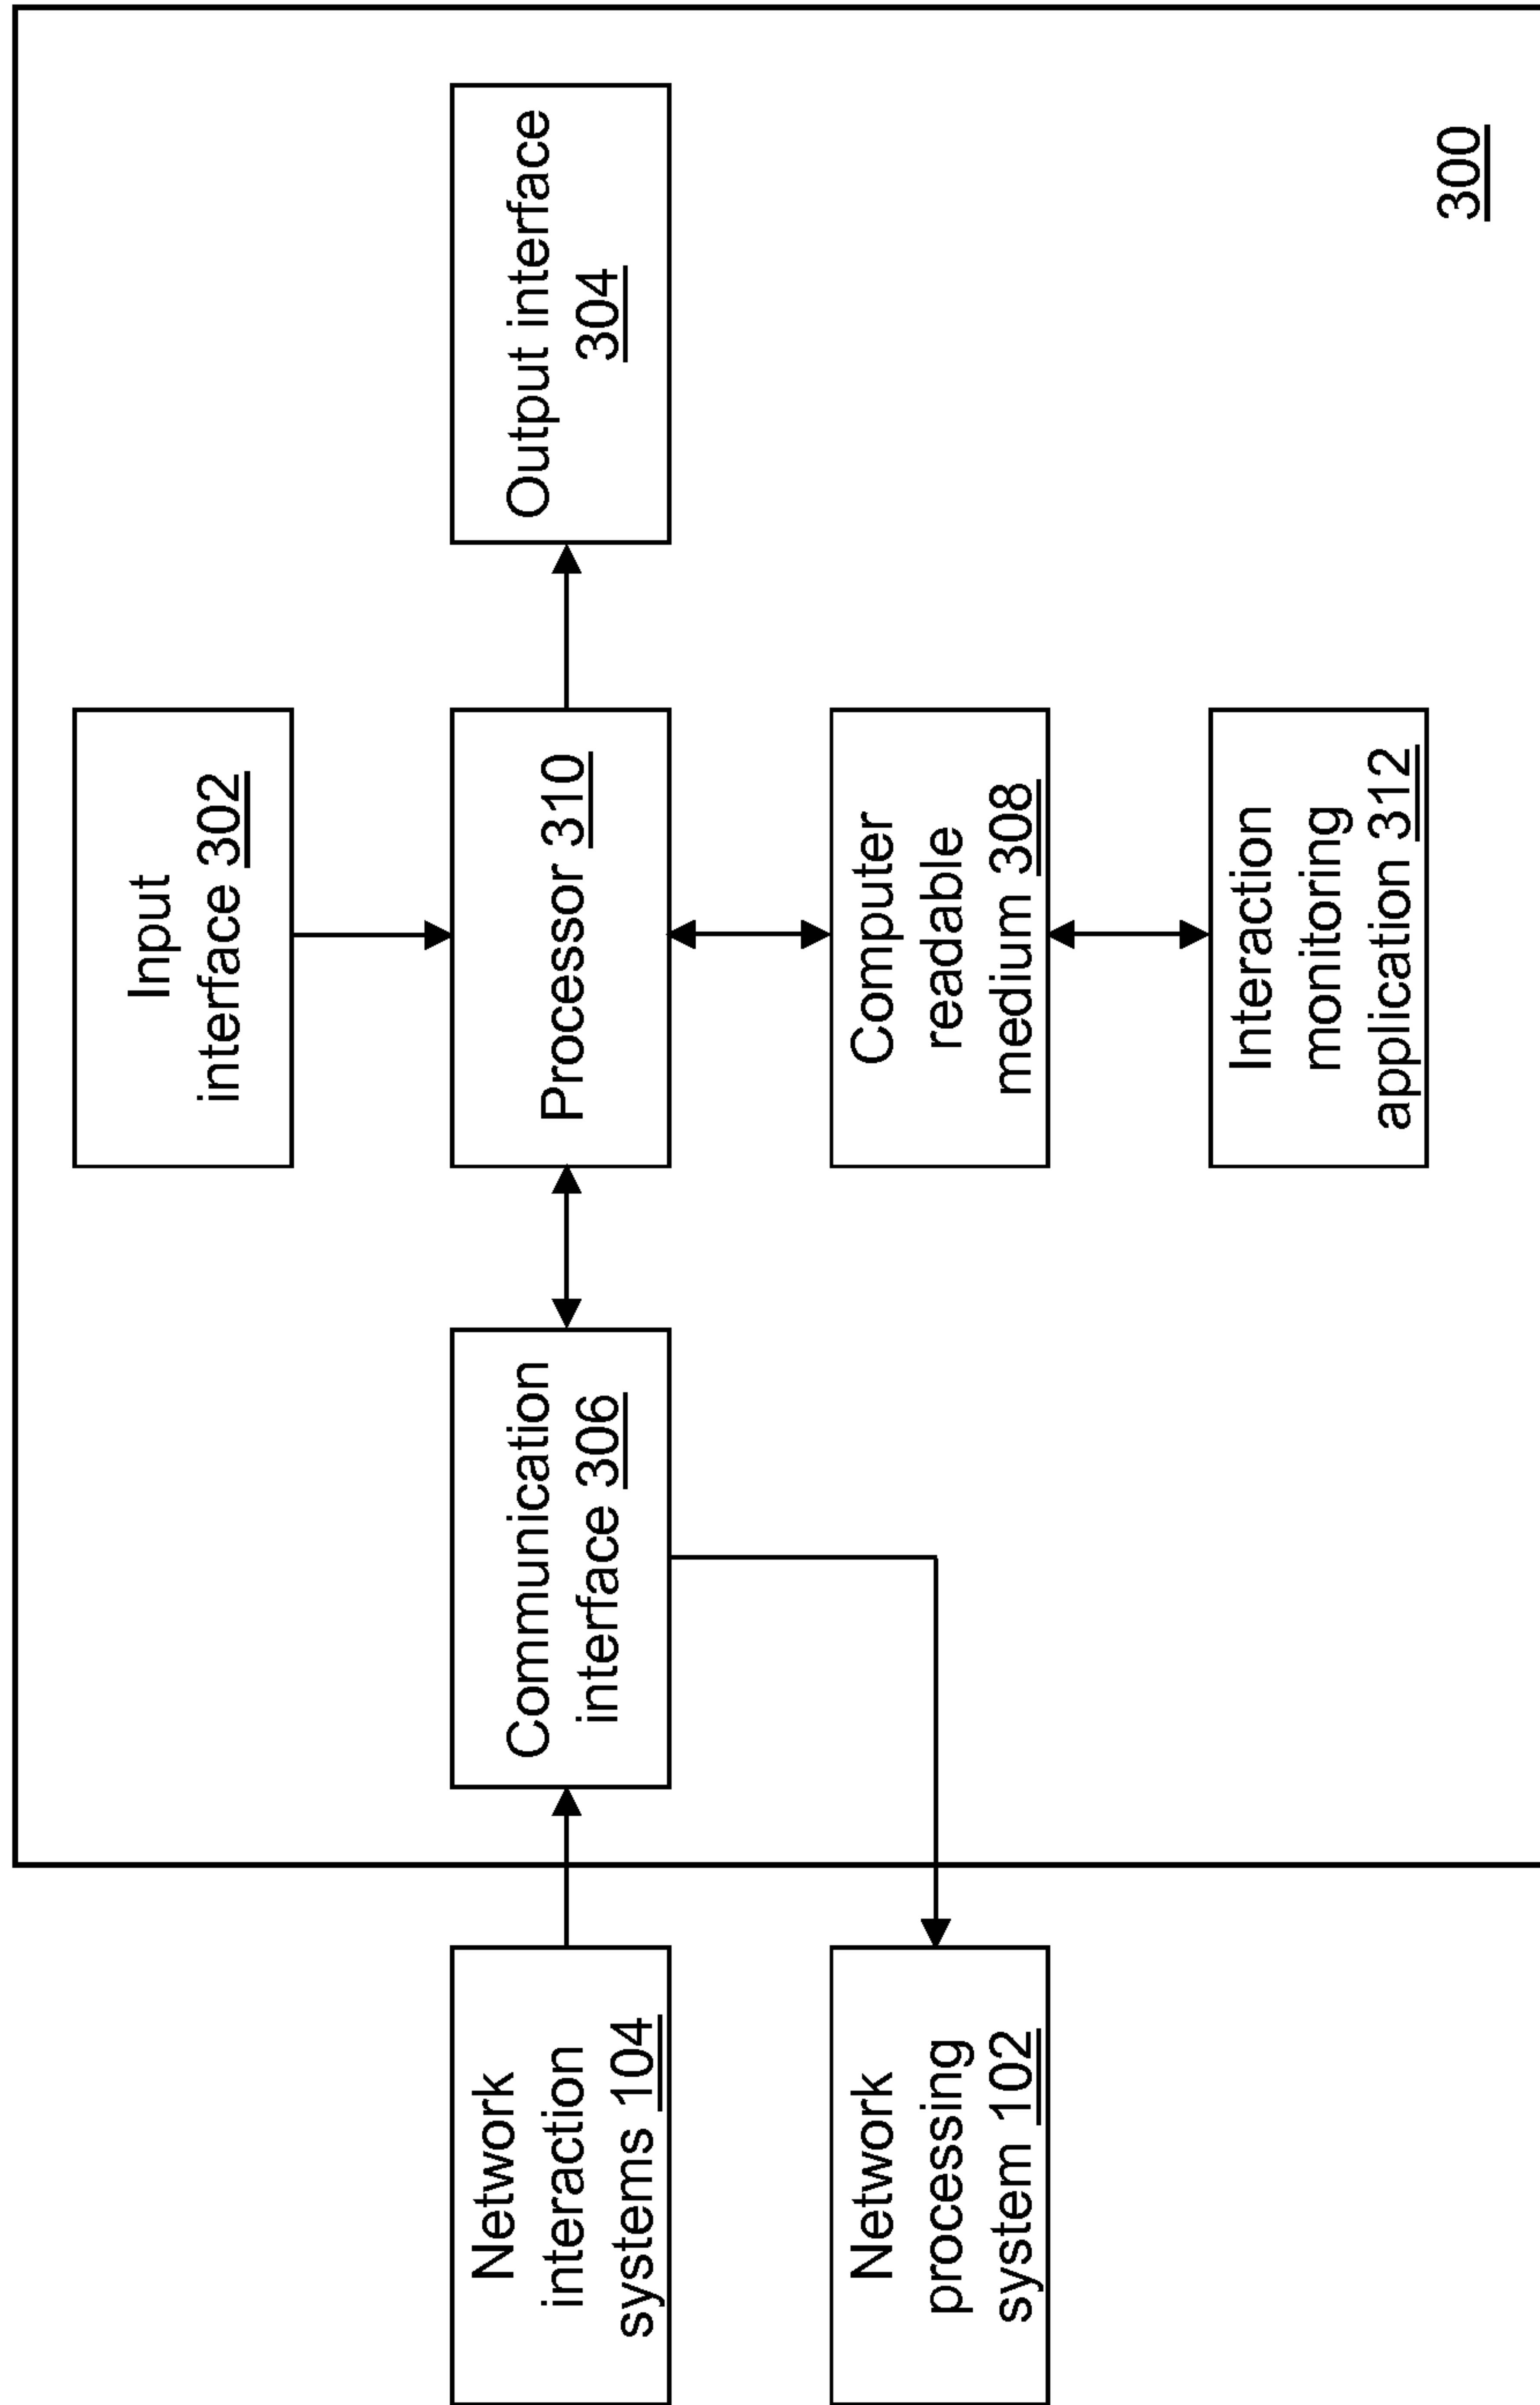 Input
interface 302
Network
interaction
systems 104
Communication
interface 306
Processor 310
Output interface
304
Network
processing
system 102
Computer
readable
medium 308
Interaction
monitoring
application 312
300